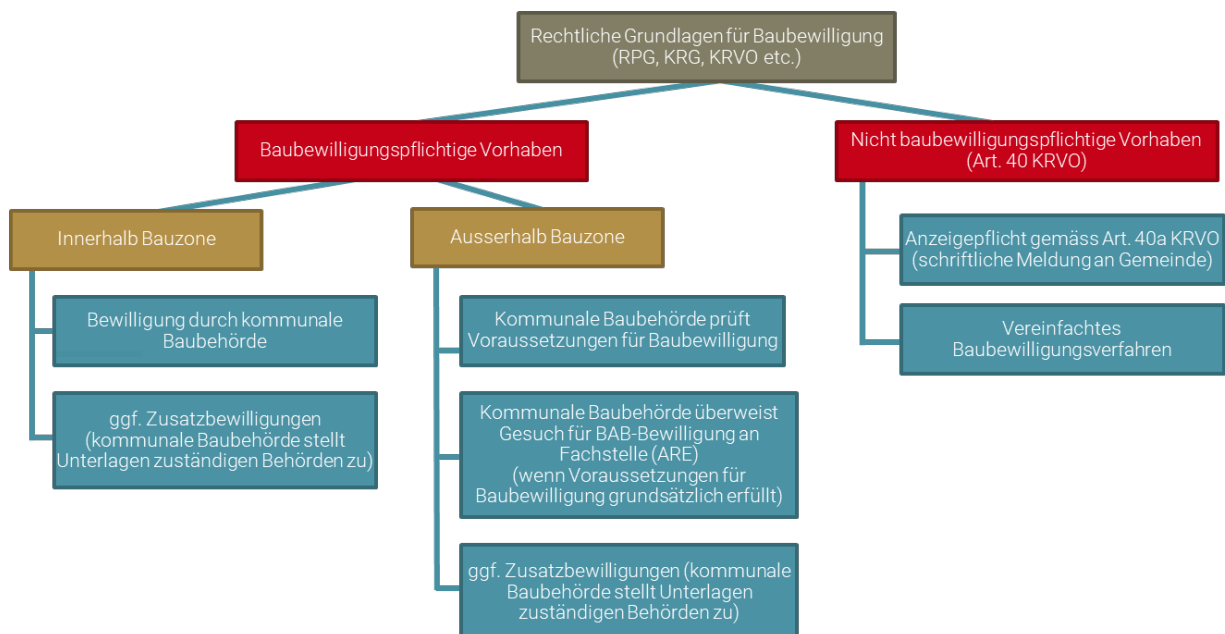 Rechtliche Grundlagen für Baubewilligung
(RPG, KRG, KRVO etc.)
Baubewilligungspflichtige Vorhaben
Nicht baubewilligungspflichtige Vorhaben
(Art. 40 KRVO)
Innerhalb Bauzone
Ausserhalb Bauzone
Anzeigepflicht gemäss Art. 40a KRVO
(schriftliche Meldung an Gemeinde)
Bewilligung durch kommunale
Baubehörde
Kommunale Baubehörde prüft
Voraussetzungen für Baubewilligung
Vereinfachtes
Baubewilligungsverfahren
ggf. Zusatzbewilligungen
(kommunale Baubehörde stellt
Unterlagen zuständigen Behörden zu)
Kommunale Baubehörde überweist
Gesuch für BAB-Bewilligung an
Fachstelle (ARE)
(wenn Voraussetzungen für
Baubewilligung grundsätzlich erfüllt)
ggf. Zusatzbewilligungen (kommunale
Baubehörde stellt Unterlagen
zuständigen Behörden zu)